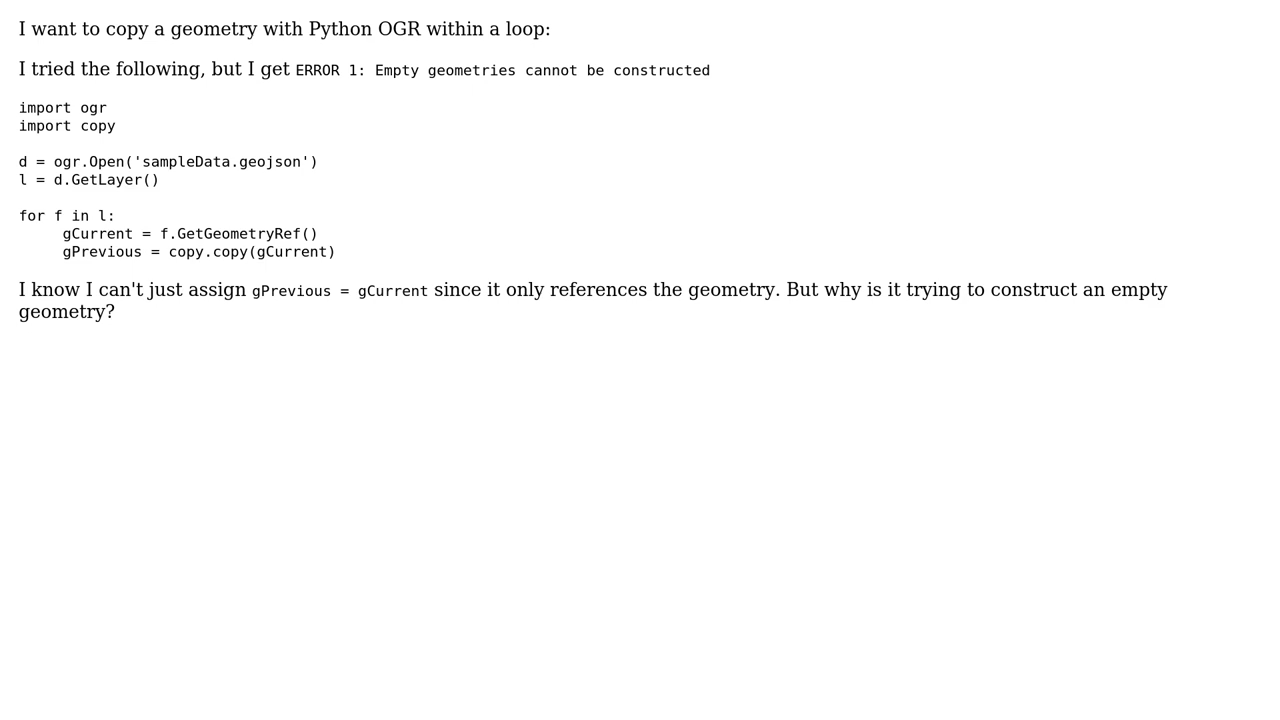 I want to copy a geometry with Python OGR within a loop:
I tried the following, but I get ERROR 1: Empty geometries cannot be constructed
import ogr
import copy
d = ogr.Open('sampleData.geojson')
l = d.GetLayer()
for f in l:
     gCurrent = f.GetGeometryRef()
     gPrevious = copy.copy(gCurrent)
I know I can't just assign gPrevious = gCurrent since it only references the geometry. But why is it trying to construct an empty
geometry?